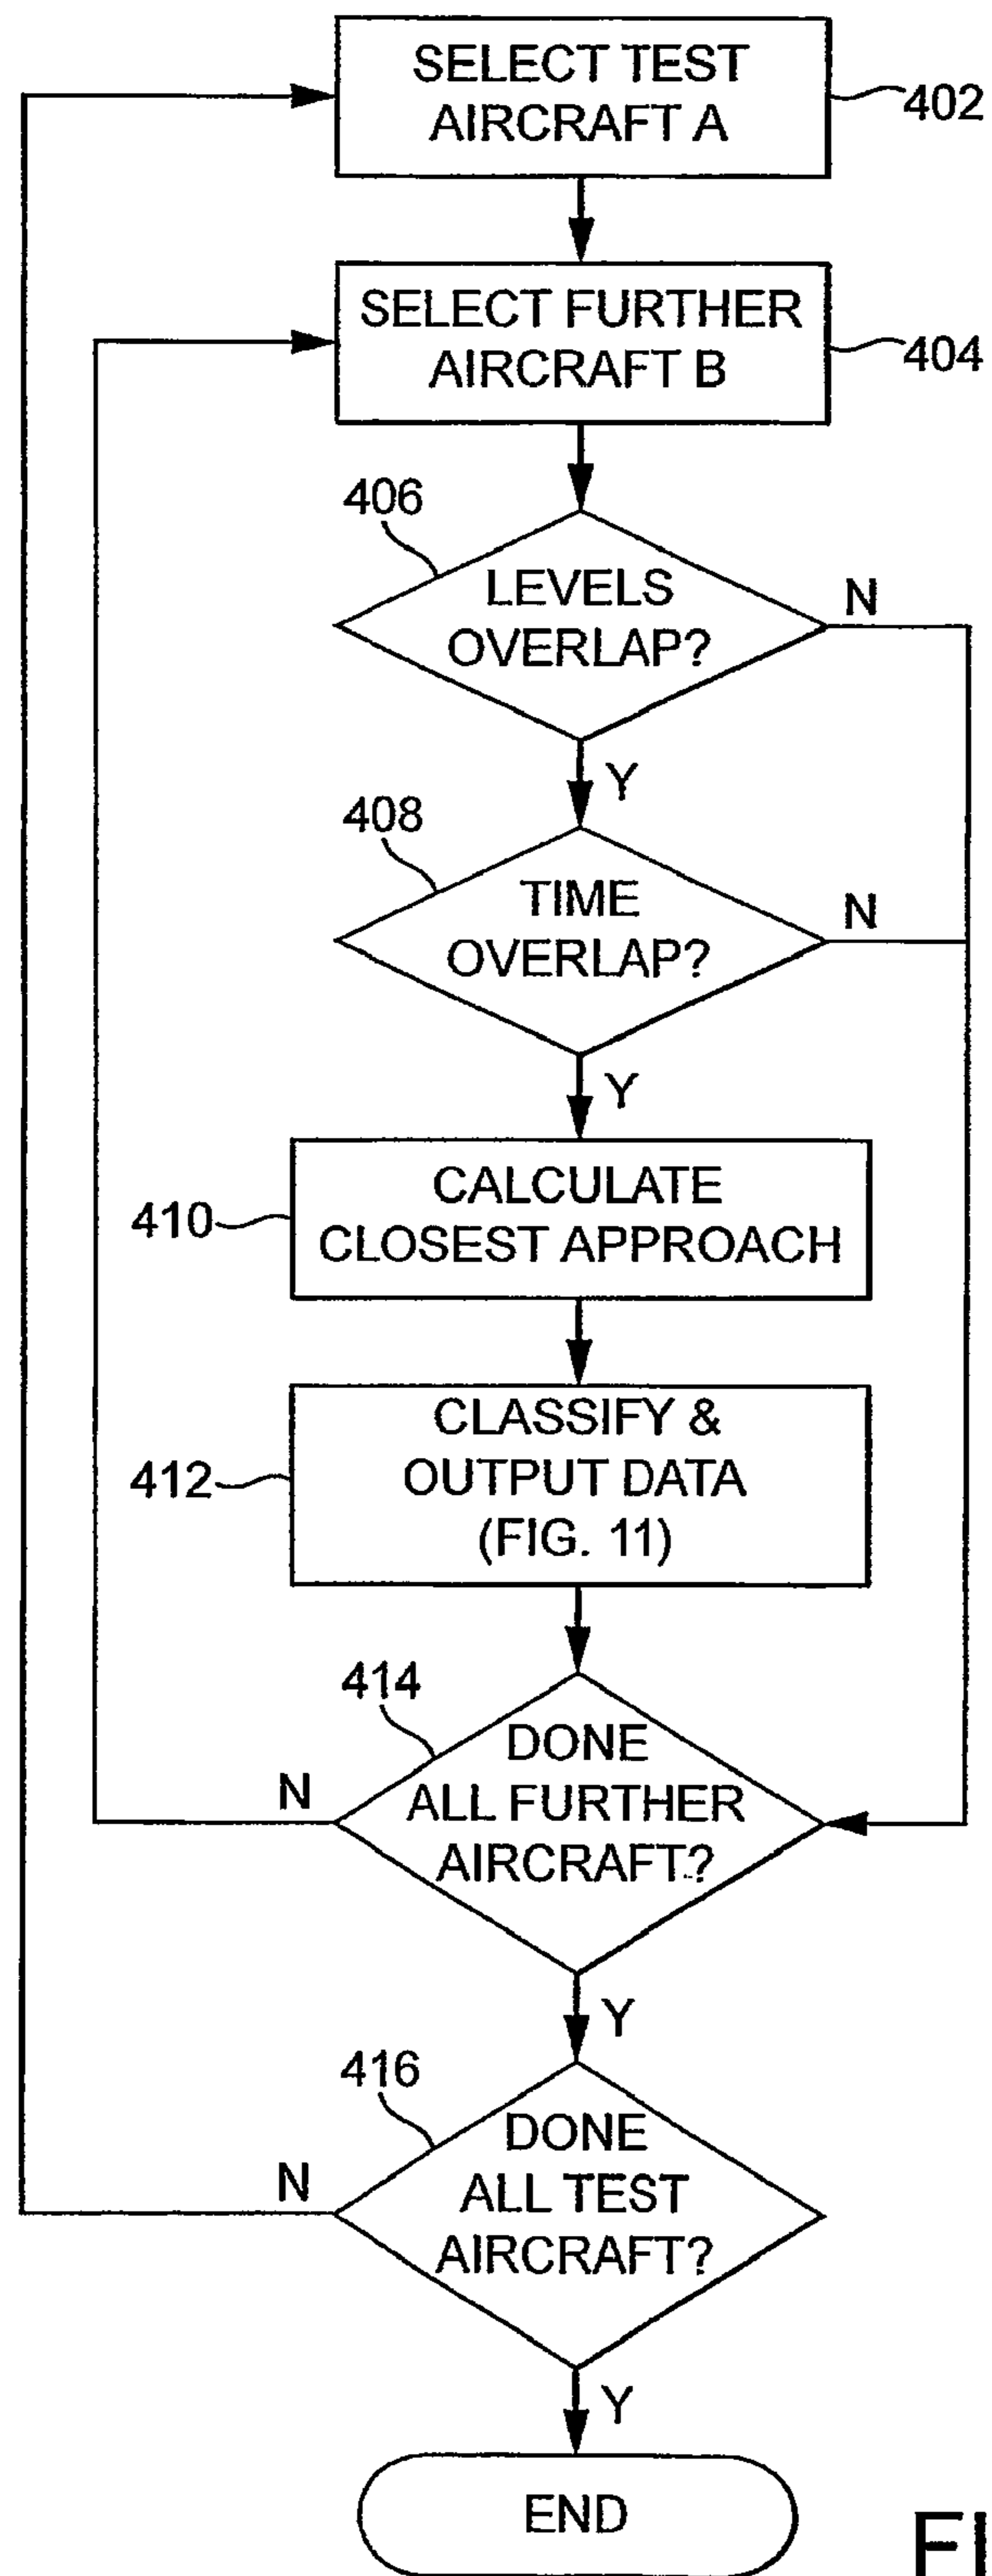 SELECT TEST
AIRCRAFT A
402
SELECT FURTHER
AIRCRAFT B
404
406
LEVELS
OVERLAP?
N
Y
408
TIME
OVERLAP?
N
Y
410
CALCULATE
CLOSEST APPROACH
412
CLASSIFY &
OUTPUT DATA
(FIG. 11)
414
DONE
ALL FURTHER
AIRCRAFT?
N
Y
416
DONE
ALL TEST
AIRCRAFT?
N
Y
END